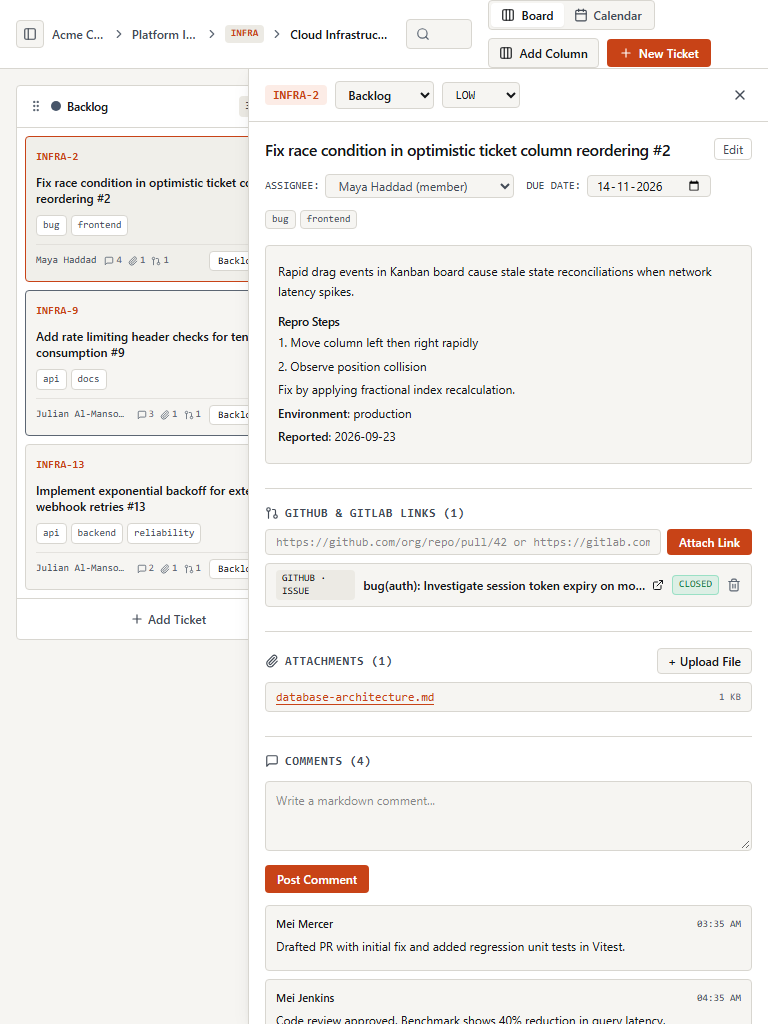 Acme C...
Platform I...
INFRA
Cloud Infrastruc...
Board
Calendar
Add Column
New Ticket
Backlog
INFRA-2
Fix race condition in optimistic ticket co
reordering #2
bug
frontend
Maya Haddad
4
1
1
Backlo
INFRA-9
Add rate limiting header checks for ten
consumption #9
api
docs
Julian Al-Manso...
3
1
1
Backlo
INFRA-13
Implement exponential backoff for exte
webhook retries #13
api
backend
reliability
Julian Al-Manso...
2
1
1
Backlo
Add Ticket
INFRA-2
Backlog
LOW
Fix race condition in optimistic ticket column reordering #2
Edit
ASSIGNEE:
Maya Haddad (member)
DUE DATE:
14-11-2026
bug
frontend
Rapid drag events in Kanban board cause stale state reconciliations when network
latency spikes.
Repro Steps
1. Move column left then right rapidly
2. Observe position collision
Fix by applying fractional index recalculation.
Environment: production
Reported: 2026-09-23
GITHUB & GITLAB LINKS (1)
https://github.com/org/repo/pull/42 or https://gitlab.com
Attach Link
GITHUB ·
ISSUE
bug(auth): Investigate session token expiry on mo...
CLOSED
ATTACHMENTS (1)
+ Upload File
database-architecture.md
1 KB
COMMENTS (4)
Write a markdown comment...
Post Comment
Mei Mercer
03:35 AM
Drafted PR with initial fix and added regression unit tests in Vitest.
Mei Jenkins
04:35 AM
Code review approved. Benchmark shows 40% reduction in query latency.